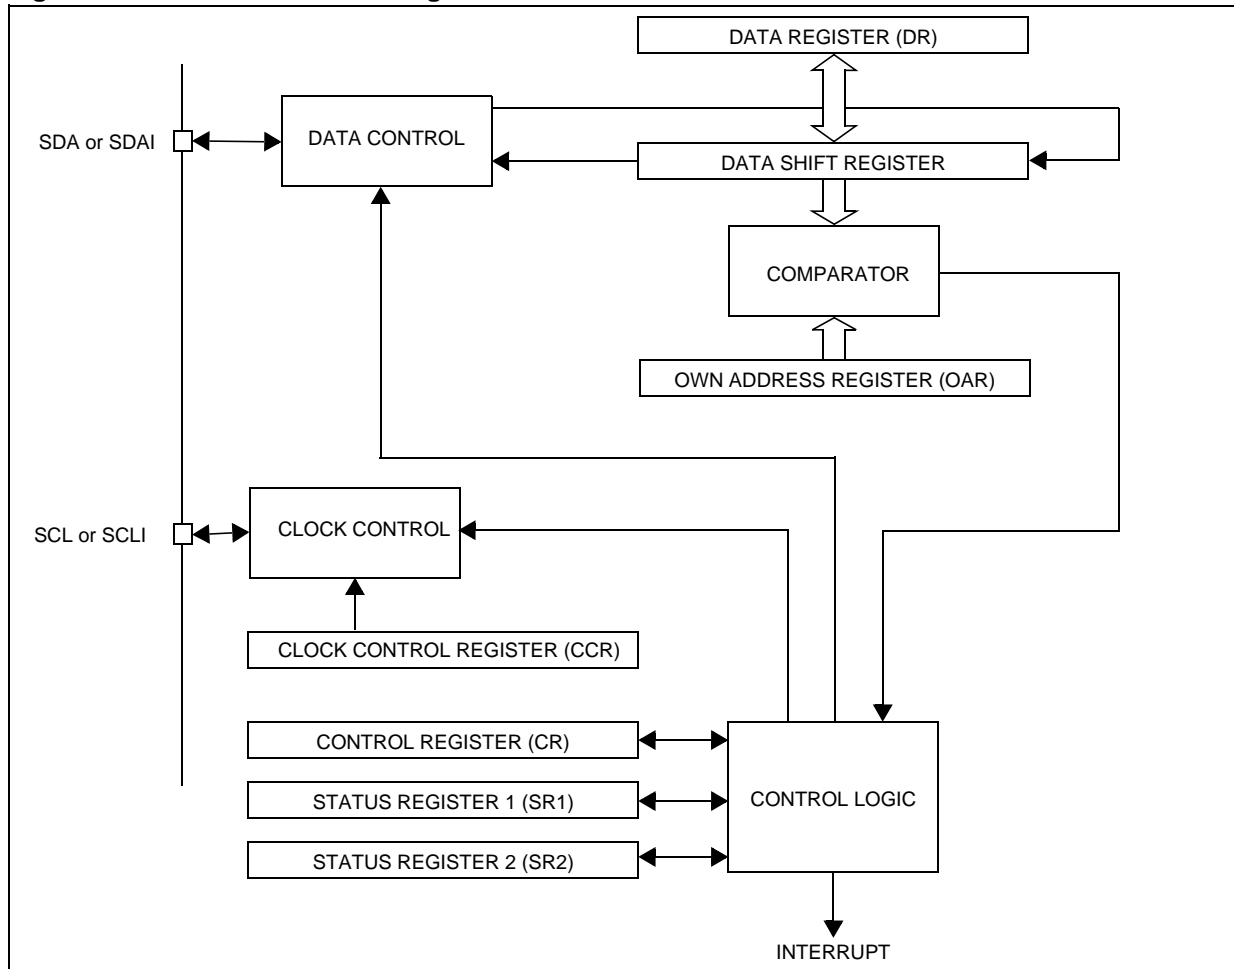 DATA REGISTER (DR)
SDA or SDAI
DATA CONTROL
DATA SHIFT REGISTER
COMPARATOR
OWN ADDRESS REGISTER (OAR)
SCL or SCLI
CLOCK CONTROL
CLOCK CONTROL REGISTER (CCR)
CONTROL REGISTER (CR)
STATUS REGISTER 1 (SR1)
CONTROL LOGIC
STATUS REGISTER 2 (SR2)
INTERRUPT